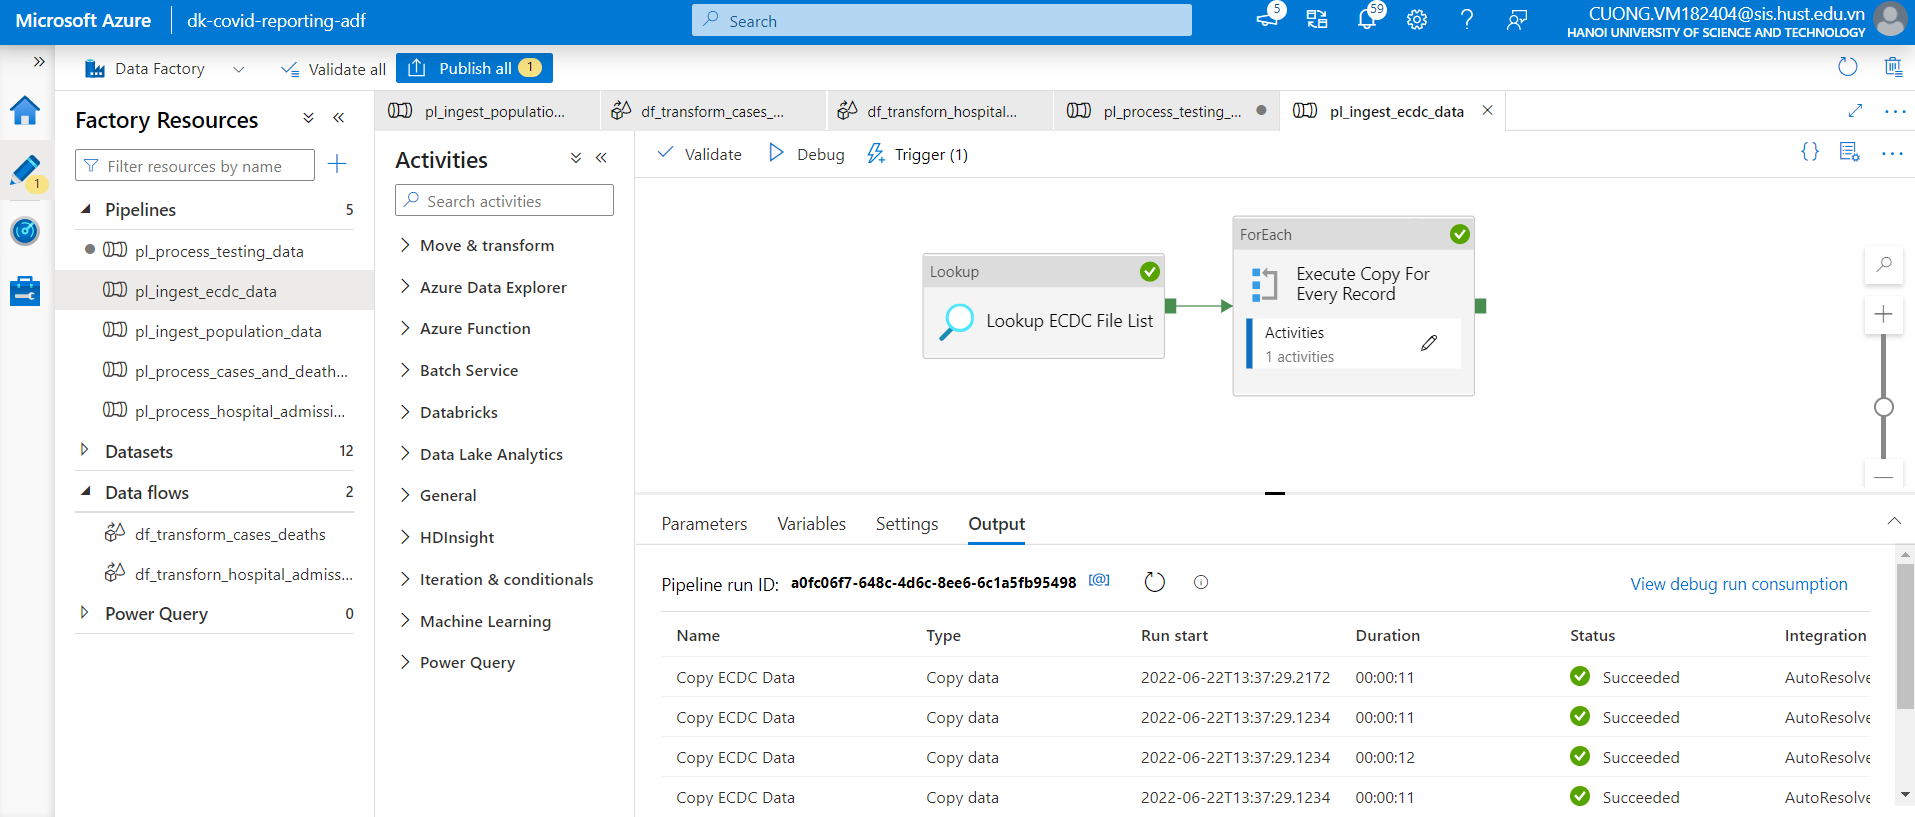 Microsoft Azure
dk-covid-reporting-adf
Search
5
59
CUONG.VM182404@sis.hust.edu.vn
HANOI UNIVERSITY OF SCIENCE AND TECHNOLOGY
Data Factory
Validate all
Publish all 1
1
Factory Resources
Filter resources by name
Pipelines 5
pl_process_testing_data
pl_ingest_ecdc_data
pl_ingest_population_data
pl_process_cases_and_death...
pl_process_hospital_admissi...
Datasets 12
Data flows 2
df_transform_cases_deaths
df_transforn_hospital_admiss...
Power Query 0
pl_ingest_populatio...
df_transform_cases_...
df_transforn_hospital...
pl_process_testing_...
pl_ingest_ecdc_data
Activities
Search activities
Move & transform
Azure Data Explorer
Azure Function
Batch Service
Databricks
Data Lake Analytics
General
HDInsight
Iteration & conditionals
Machine Learning
Power Query
Validate
Debug
Trigger (1)
Lookup
Lookup ECDC File List
ForEach
Execute Copy For
Every Record
Activities
1 activities
Parameters Variables Settings Output
Pipeline run ID: a0fc06f7-648c-4d6c-8ee6-6c1a5fb95498 [@]
View debug run consumption
Name Type Run start Duration Status Integration
Copy ECDC Data Copy data 2022-06-22T13:37:29.2172 00:00:11 Succeeded AutoResolve
Copy ECDC Data Copy data 2022-06-22T13:37:29.1234 00:00:11 Succeeded AutoResolve
Copy ECDC Data Copy data 2022-06-22T13:37:29.1234 00:00:12 Succeeded AutoResolve
Copy ECDC Data Copy data 2022-06-22T13:37:29.1234 00:00:11 Succeeded AutoResolve